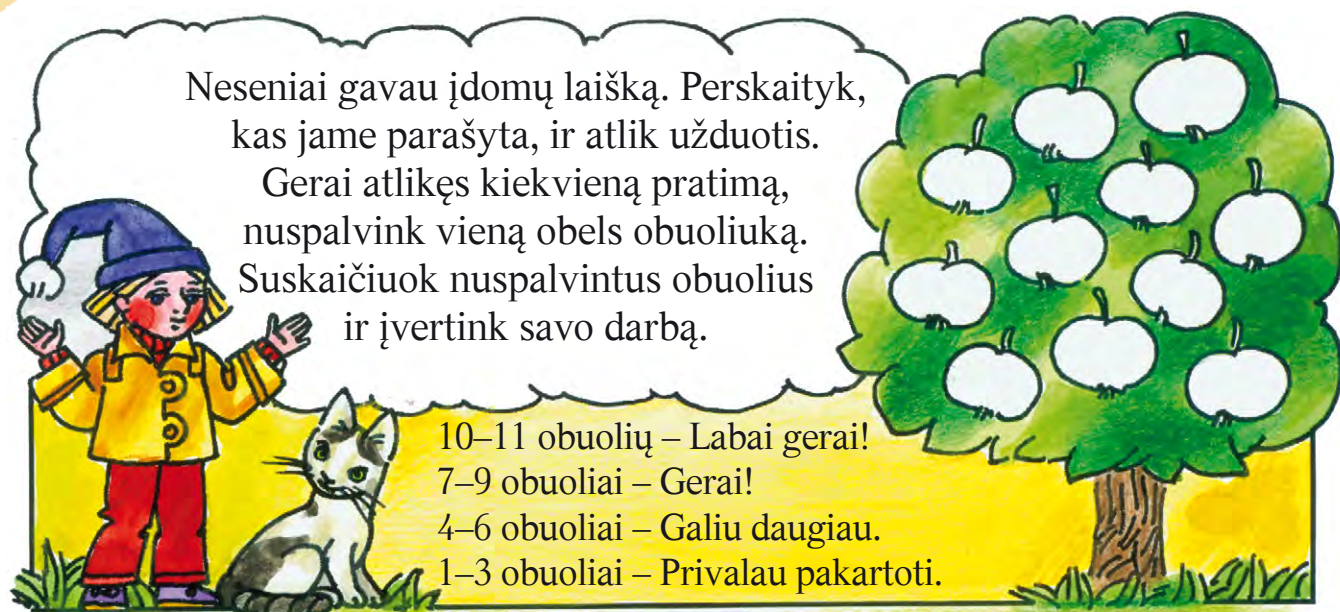 Neseniai gavau įdomų laišką. Perskaityk,
kas jame parašyta, ir atlik užduotis.
Gerai atlikęs kiekvieną pratimą,
nuspalvink vieną obels obuoliuką.
Suskaičiuok nuspalvintus obuolius
ir įvertink savo darbą.
10–11 obuolių – Labai gerai!
7–9 obuoliai – Gerai!
4–6 obuoliai – Galiu daugiau.
1–3 obuoliai – Privalau pakartoti.